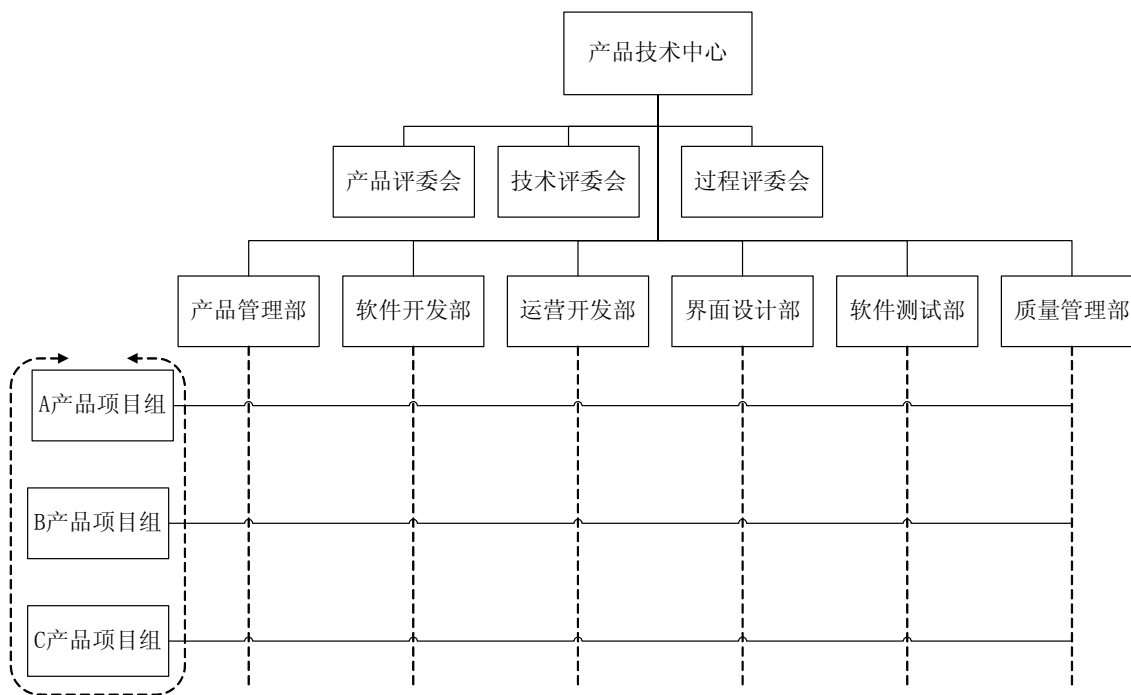 产品技术中心
产品评委会
技术评委会
过程评委会
产品管理部
软件开发部
运营开发部
界面设计部
软件测试部
质量管理部
A产品项目组
B产品项目组
C产品项目组